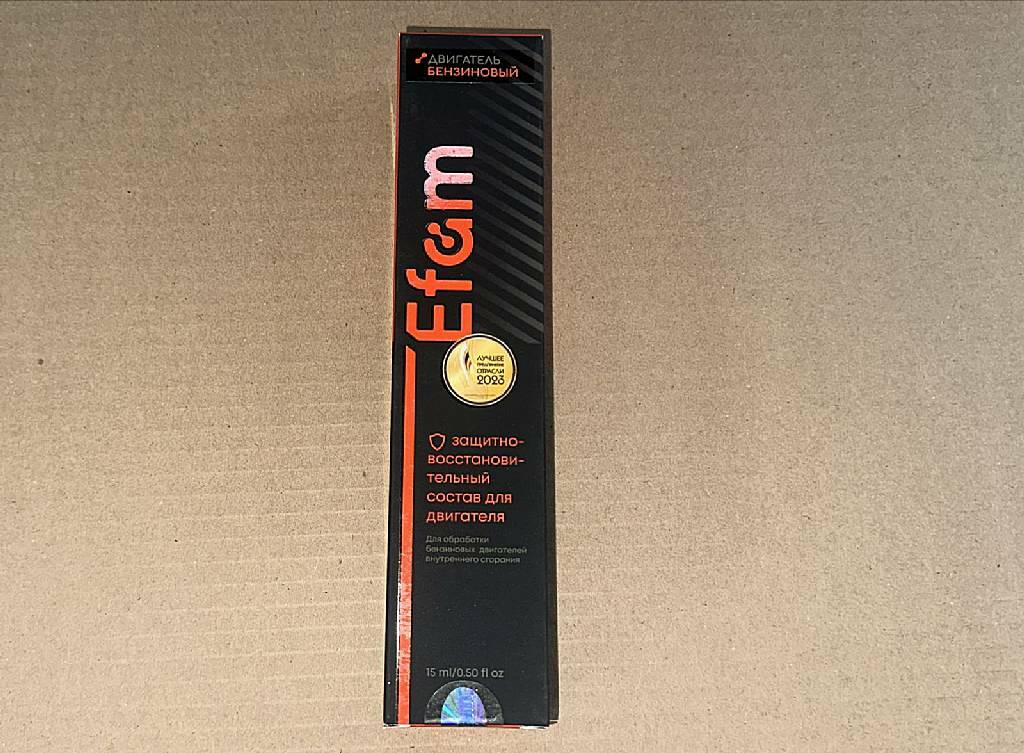 ДВИГАТЕЛЬ
БЕНЗИНОВЫЙ
Efam
ЛУЧШЕЕ
ОТРАСЛИ
2023
защитно-
восстанови-
тельный
состав для
двигателя
Для обработки
бензиновых двигателей
внутреннего сгорания
15 ml/0.50 fl oz